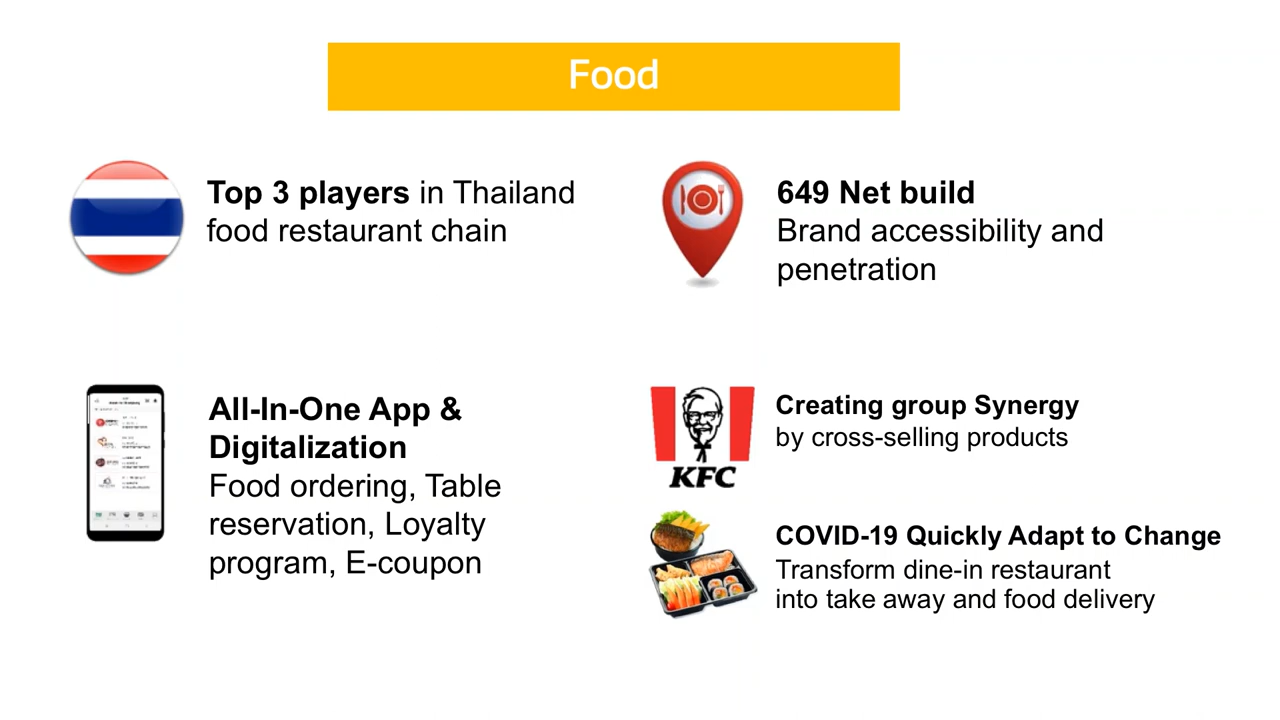 Food
Top 3 players in Thailand
food restaurant chain
649 Net build
Brand accessibility and
penetration
All-In-One App &
Digitalization
Food ordering, Table
reservation, Loyalty
program, E-coupon
KFC
Creating group Synergy
by cross-selling products
COVID-19 Quickly Adapt to Change
Transform dine-in restaurant
into take away and food delivery